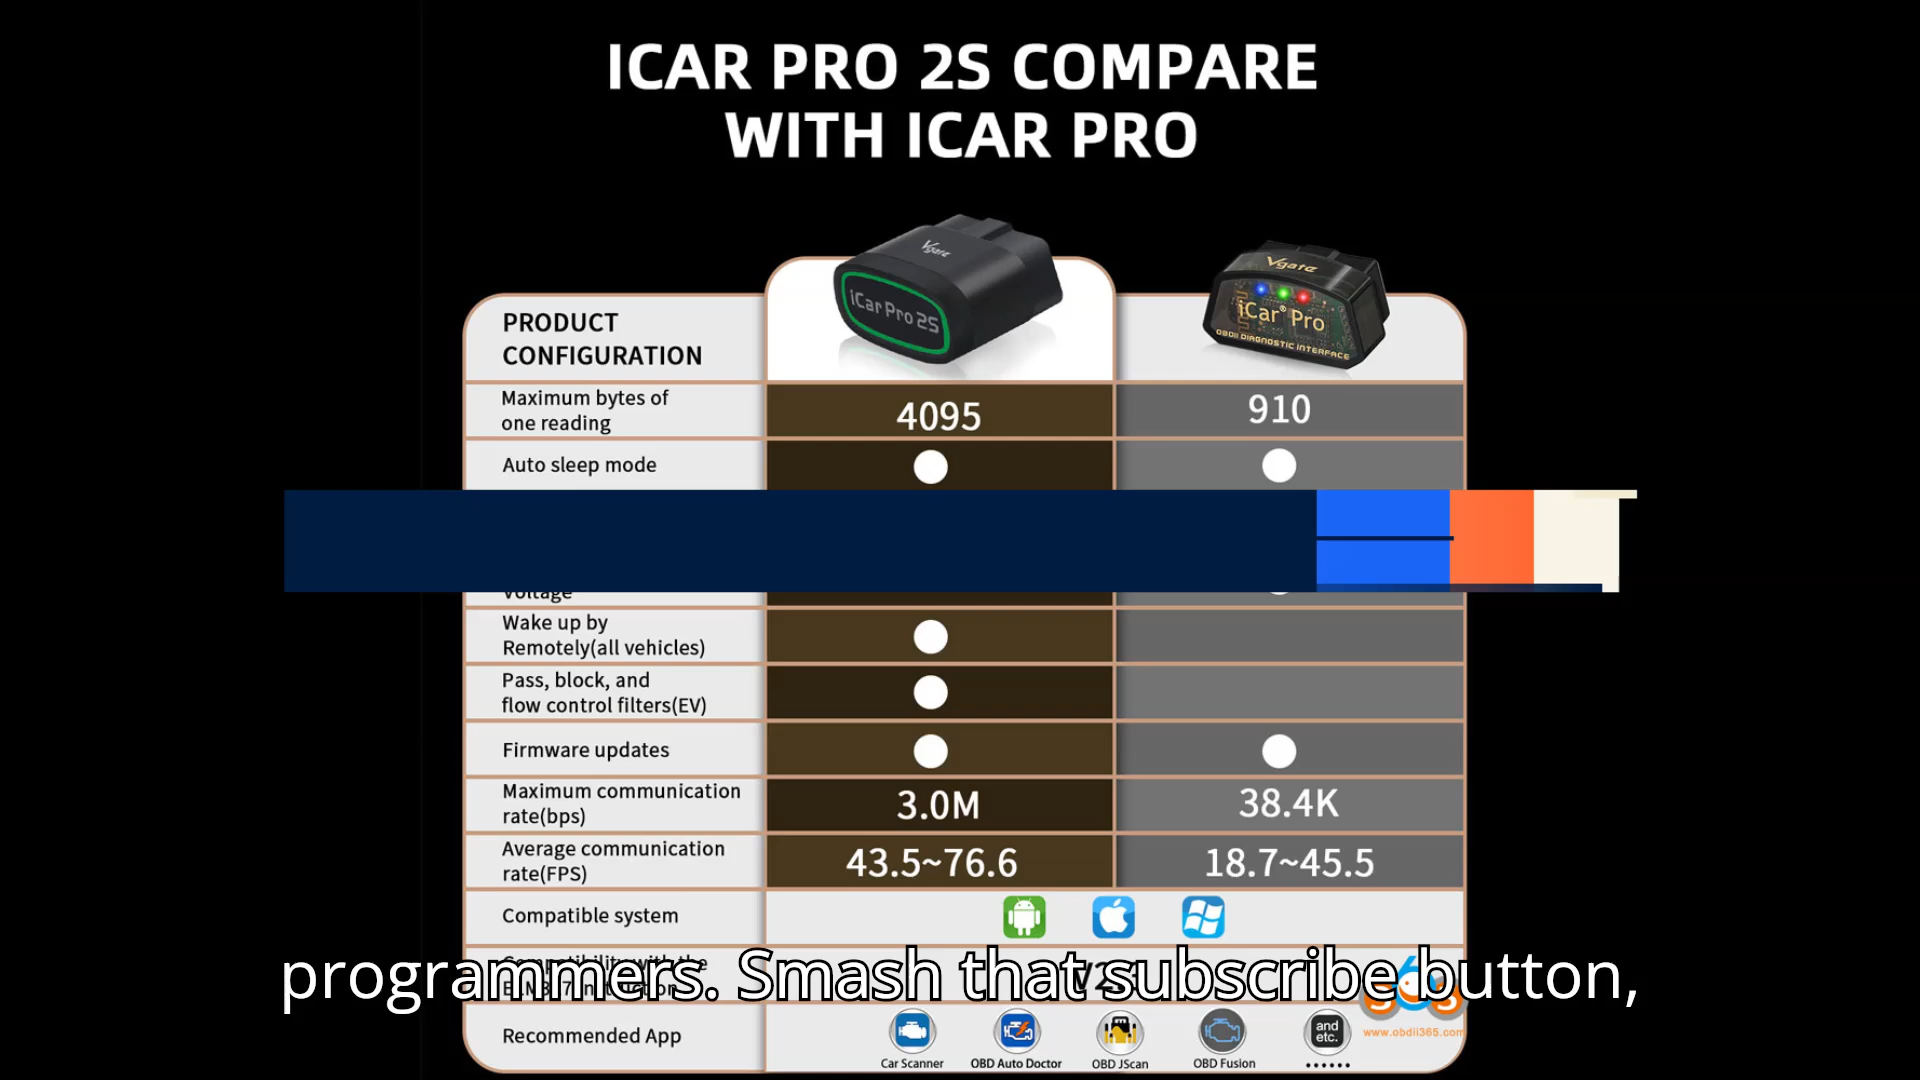 ICAR PRO 2S COMPARE
WITH ICAR PRO
Vgate
iCar Pro 2S
Vgate
iCar® Pro
OBDII DIAGNOSTIC INTERFACE
PRODUCT
CONFIGURATION
Maximum bytes of
one reading
4095
910
Auto sleep mode
Voltage
Wake up by
Remotely(all vehicles)
Pass, block, and
flow control filters(EV)
Firmware updates
Maximum communication
rate(bps)
3.0M
38.4K
Average communication
rate(FPS)
43.5~76.6
18.7~45.5
Compatible system
Compatibility with the
programmers. Smash that subscribe button,
www.obdii365.com
Recommended App
Car Scanner
OBD Auto Doctor
OBD JScan
OBD Fusion
and
etc.
......